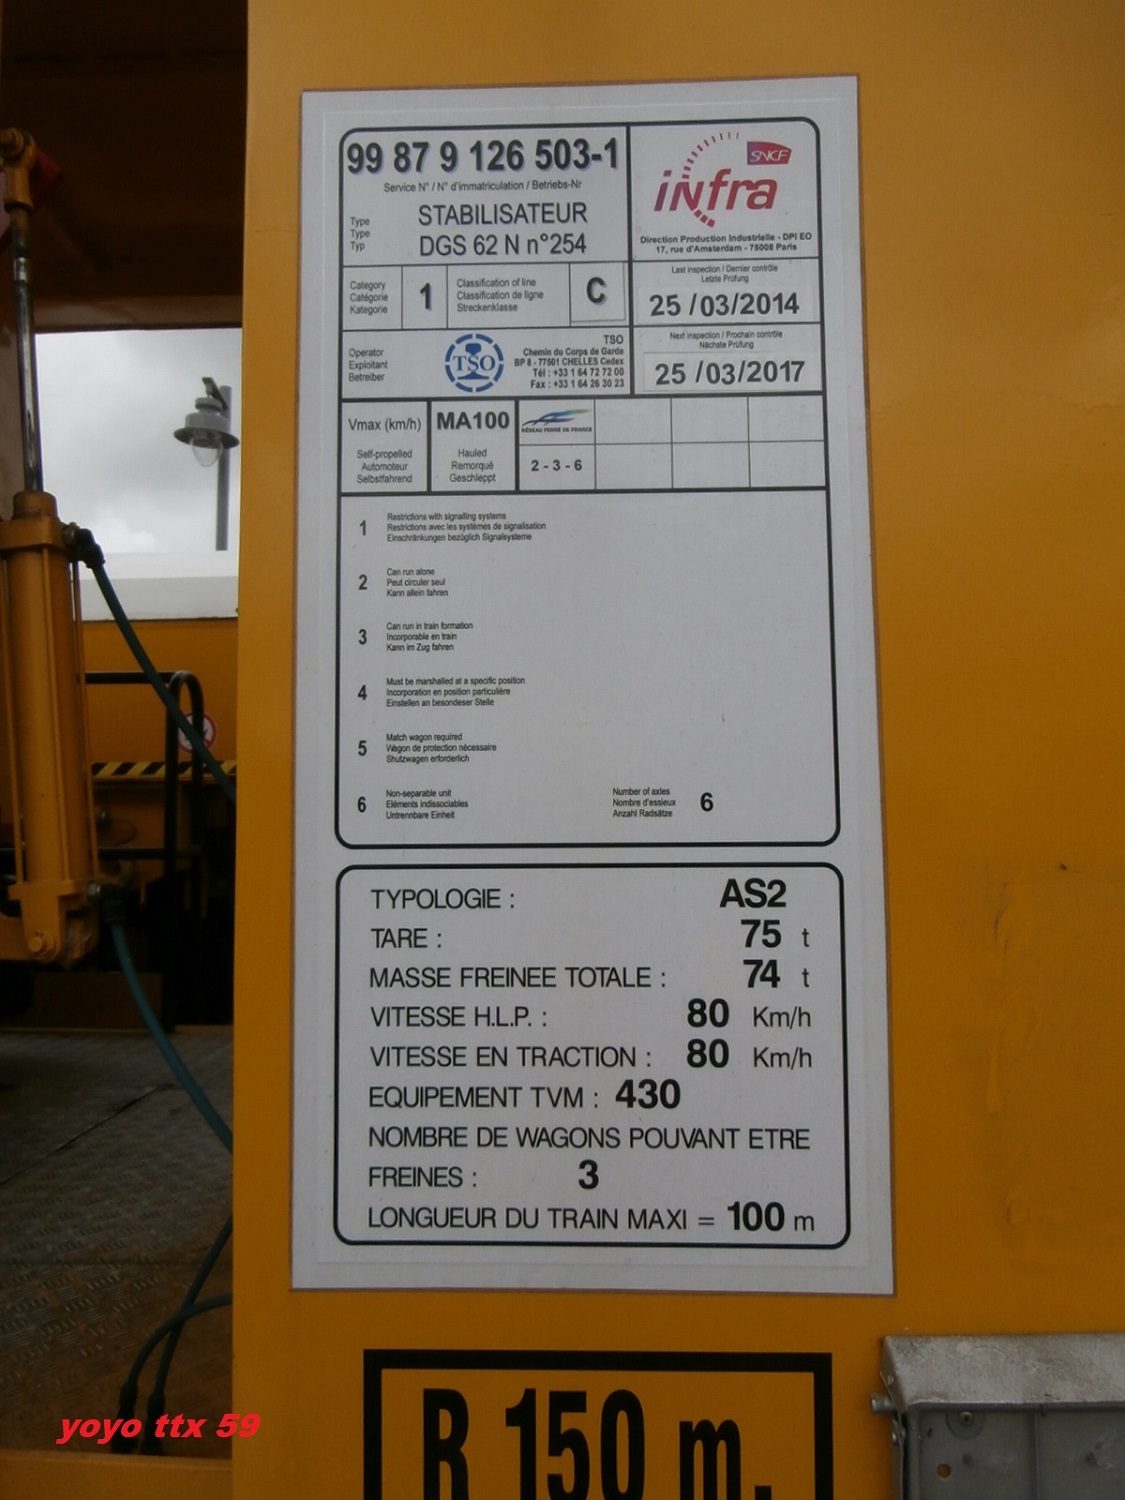 99 87 9 126 503-1
Service N° / N° d'immatriculation / Betriebs-Nr
Type
Type
Typ
STABILISATEUR
DGS 62 N n°254
SNCF
iNfra
Direction Production Industrielle - DPI EO
17, rue d'Amsterdam - 75008 Paris
Category
Catégorie
Kategorie
1
Classification of line
Classification de ligne
Streckenklasse
C
Last inspection / Dernier contrôle
Letzte Prüfung
25 /03/2014
Operator
Exploitant
Betreiber
TSO
TSO
Chemin du Corps de Garde
BP 8 - 77501 CHELLES Cedex
Tél : +33 1 64 72 72 00
Fax : +33 1 64 26 30 23
Next inspection / Prochain contrôle
Nächste Prüfung
25 /03/2017
Vmax (km/h)
Self-propelled
Automoteur
Selbstfahrend
MA100
Hauled
Remorqué
Geschleppt
RÉSEAU FERRÉ DE FRANCE
2 - 3 - 6
1
Restrictions with signalling systems
Restrictions avec les systèmes de signalisation
Einschränkungen bezüglich Signalsysteme
2
Can run alone
Peut circuler seul
Kann allein fahren
3
Can run in train formation
Incorporable en train
Kann im Zug fahren
4
Must be marshalled at a specific position
Incorporation en position particulière
Einstellen an besondeser Stelle
5
Match wagon required
Wagon de protection nécessaire
Shutzwagen erforderlich
6
Non-separable unit
Eléments indissociables
Untrennbare Einheit
Number of axles
Nombre d'essieux
Anzahl Radsätze
6
TYPOLOGIE : AS2
TARE : 75 t
MASSE FREINEE TOTALE : 74 t
VITESSE H.L.P. : 80 Km/h
VITESSE EN TRACTION : 80 Km/h
EQUIPEMENT TVM : 430
NOMBRE DE WAGONS POUVANT ETRE
FREINES : 3
LONGUEUR DU TRAIN MAXI = 100 m
R 150 m.
yoyo ttx 59